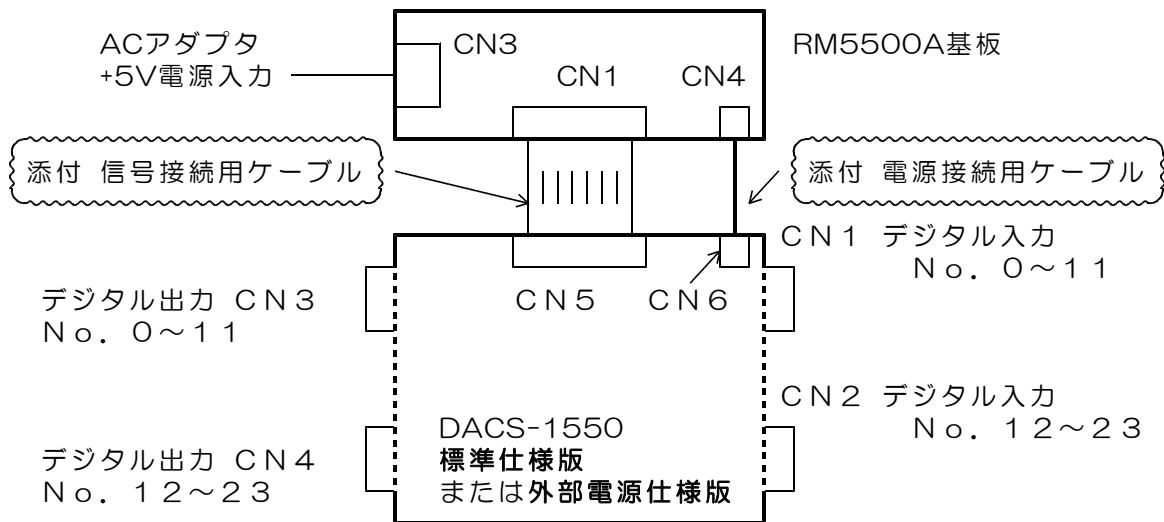 ACアダプタ
+5V電源入力
CN3
CN1
CN4
RM5500A基板
添付 信号接続用ケーブル
添付 電源接続用ケーブル
CN1 デジタル入力
No. 0～11
デジタル出力 CN3
No. 0～11
CN5
CN6
CN2 デジタル入力
No. 12～23
デジタル出力 CN4
No. 12～23
DACS-1550
標準仕様版
または外部電源仕様版